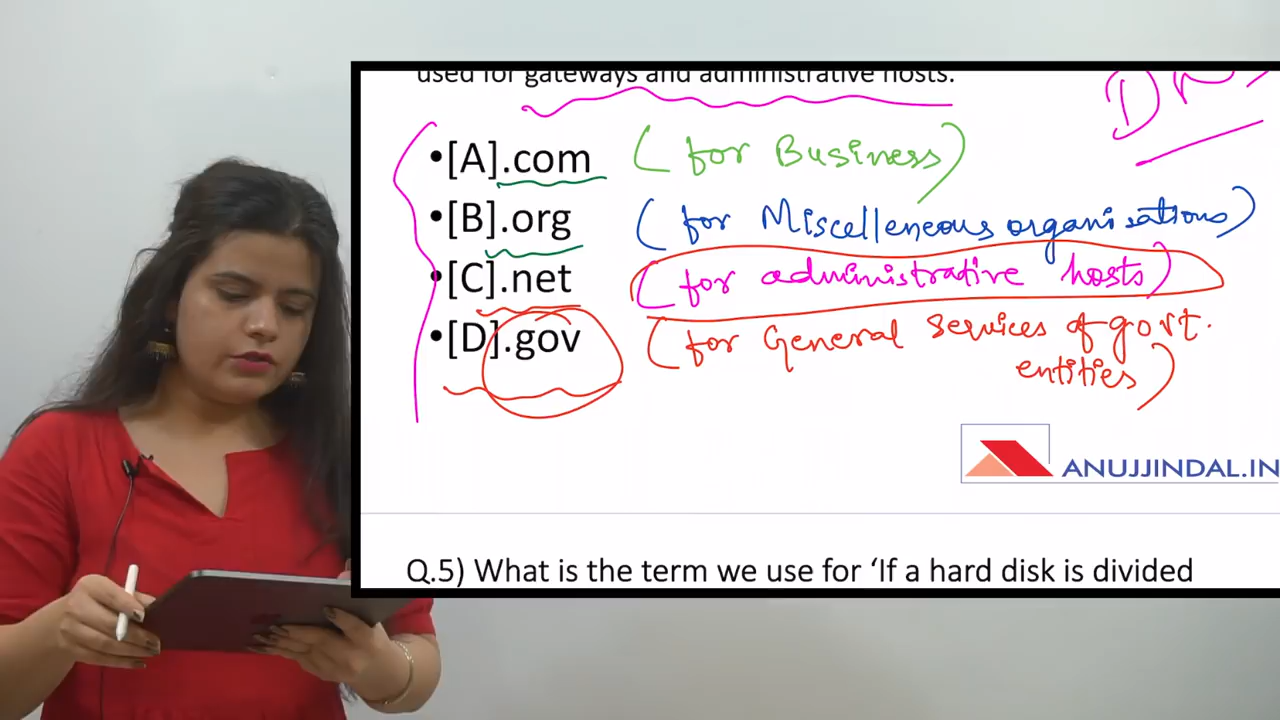 used for gateways and administrative hosts.
•[A].com (for Business)
•[B].org (for Miscelleneous organisations)
•[C].net (for administrative hosts)
•[D].gov (for General Services of govt.
entities)
ANUJJINDAL.IN
Q.5) What is the term we use for ‘If a hard disk is divided